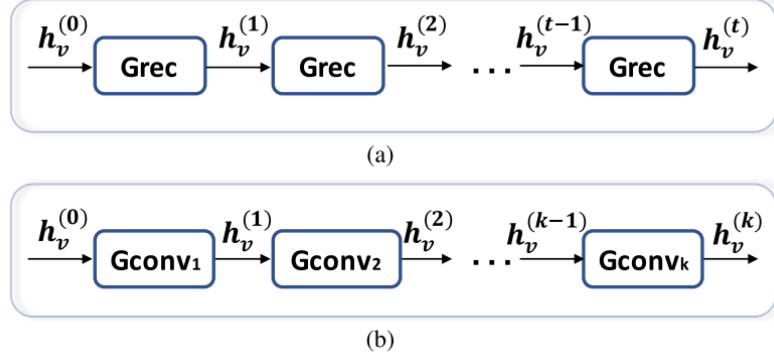 h_v^(0) h_v^(1) h_v^(2) h_v^(t−1) h_v^(t)
Grec Grec ... Grec
(a)
h_v^(0) h_v^(1) h_v^(2) h_v^(k−1) h_v^(k)
Gconv₁ Gconv₂ ... Gconvₖ
(b)